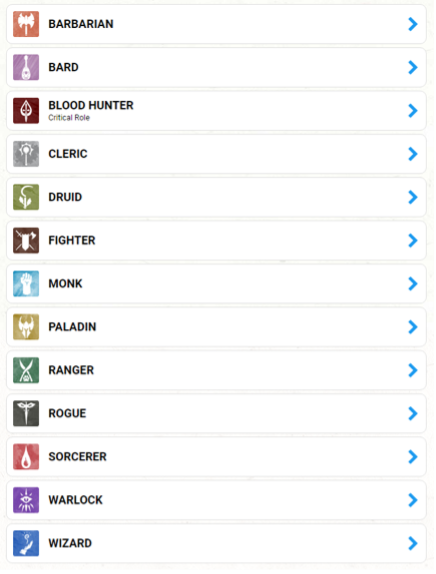 BARBARIAN
BARD
BLOOD HUNTER
Critical Role
CLERIC
DRUID
FIGHTER
MONK
PALADIN
RANGER
ROGUE
SORCERER
WARLOCK
WIZARD